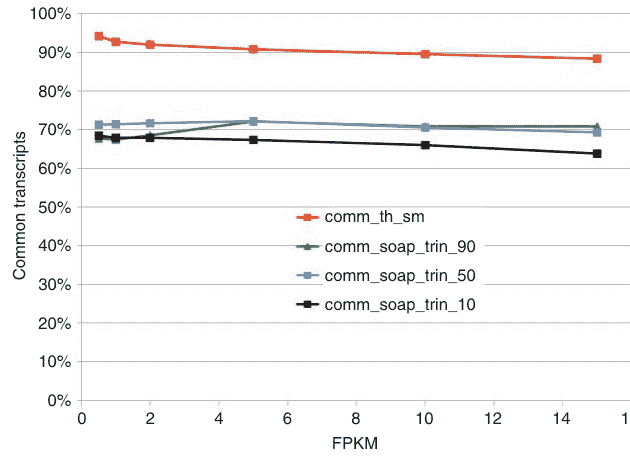 100%
90%
80%
70%
60%
50%
40%
30%
20%
10%
0%
Common transcripts
comm_th_sm
comm_soap_trin_90
comm_soap_trin_50
comm_soap_trin_10
0 2 4 6 8 10 12 14 1
FPKM